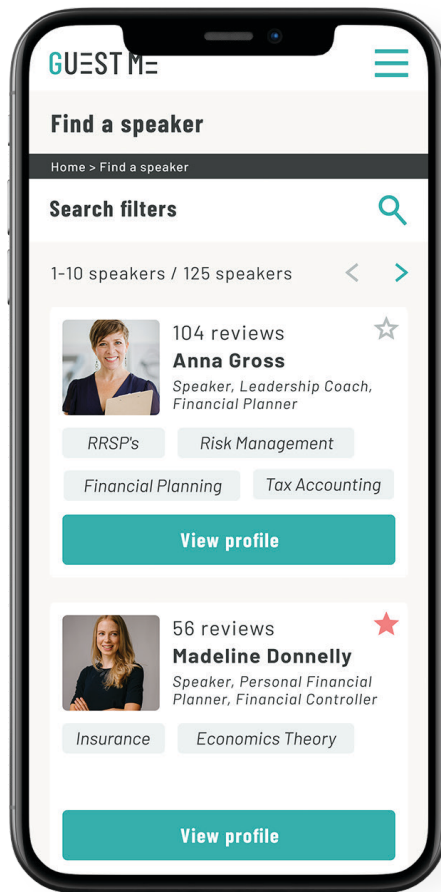 GUEST ME
Find a speaker
Home > Find a speaker
Search filters
1-10 speakers / 125 speakers
104 reviews
Anna Gross
Speaker, Leadership Coach,
Financial Planner
RRSP's
Risk Management
Financial Planning
Tax Accounting
View profile
56 reviews
Madeline Donnelly
Speaker, Personal Financial
Planner, Financial Controller
Insurance
Economics Theory
View profile